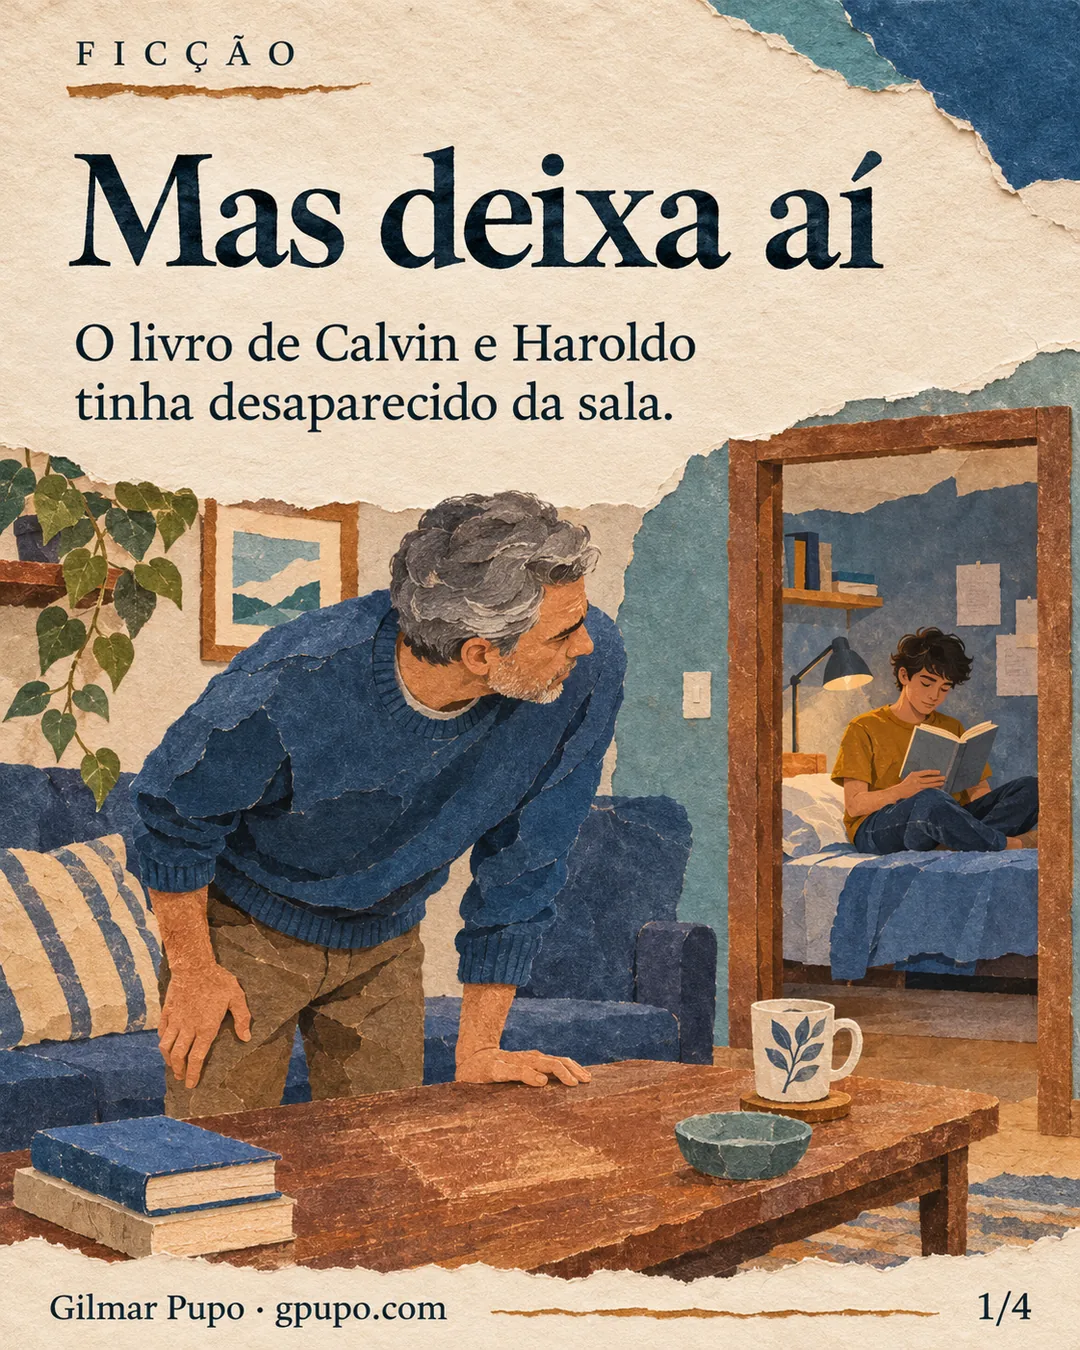 FICÇÃO
Mas deixa aí
O livro de Calvin e Haroldo
tinha desaparecido da sala.
Gilmar Pupo · gpupo.com
1/4